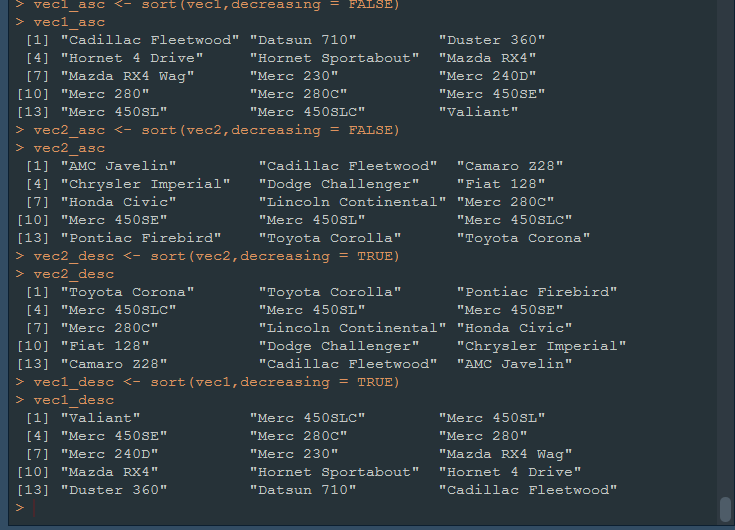 > vec1_asc <- sort(vec1,decreasing = FALSE)
> vec1_asc
 [1] "Cadillac Fleetwood" "Datsun 710"         "Duster 360"
 [4] "Hornet 4 Drive"     "Hornet Sportabout"  "Mazda RX4"
 [7] "Mazda RX4 Wag"      "Merc 230"           "Merc 240D"
[10] "Merc 280"           "Merc 280C"          "Merc 450SE"
[13] "Merc 450SL"         "Merc 450SLC"        "Valiant"
> vec2_asc <- sort(vec2,decreasing = FALSE)
> vec2_asc
 [1] "AMC Javelin"         "Cadillac Fleetwood"  "Camaro Z28"
 [4] "Chrysler Imperial"   "Dodge Challenger"    "Fiat 128"
 [7] "Honda Civic"         "Lincoln Continental" "Merc 280C"
[10] "Merc 450SE"          "Merc 450SL"          "Merc 450SLC"
[13] "Pontiac Firebird"    "Toyota Corolla"      "Toyota Corona"
> vec2_desc <- sort(vec2,decreasing = TRUE)
> vec2_desc
 [1] "Toyota Corona"       "Toyota Corolla"      "Pontiac Firebird"
 [4] "Merc 450SLC"         "Merc 450SL"          "Merc 450SE"
 [7] "Merc 280C"           "Lincoln Continental" "Honda Civic"
[10] "Fiat 128"            "Dodge Challenger"    "Chrysler Imperial"
[13] "Camaro Z28"          "Cadillac Fleetwood"  "AMC Javelin"
> vec1_desc <- sort(vec1,decreasing = TRUE)
> vec1_desc
 [1] "Valiant"            "Merc 450SLC"        "Merc 450SL"
 [4] "Merc 450SE"         "Merc 280C"          "Merc 280"
 [7] "Merc 240D"          "Merc 230"           "Mazda RX4 Wag"
[10] "Mazda RX4"          "Hornet Sportabout"  "Hornet 4 Drive"
[13] "Duster 360"         "Datsun 710"         "Cadillac Fleetwood"
>